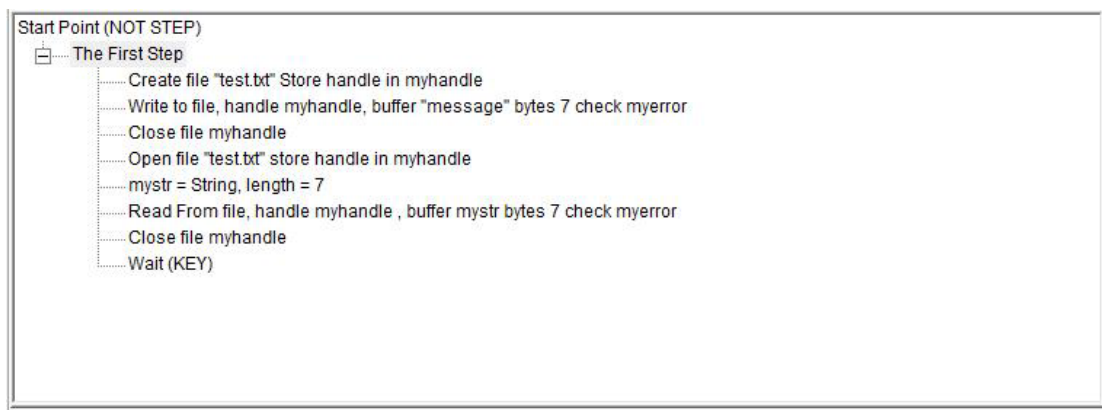 Start Point (NOT STEP)
The First Step
Create file "test.txt" Store handle in myhandle
Write to file, handle myhandle, buffer "message" bytes 7 check myerror
Close file myhandle
Open file "test.txt" store handle in myhandle
mystr = String, length = 7
Read From file, handle myhandle , buffer mystr bytes 7 check myerror
Close file myhandle
Wait (KEY)